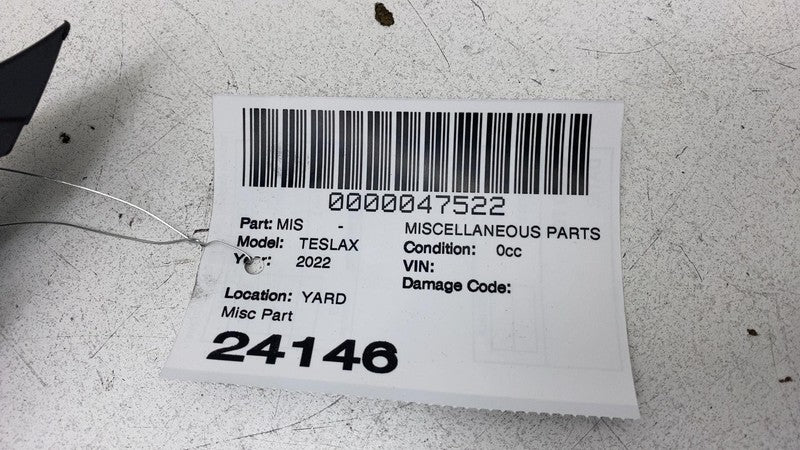 0000047522
Part: MIS - MISCELLANEOUS PARTS
Model: TESLAX Condition: 0cc
Year: 2022 VIN:
Damage Code:
Location: YARD
Misc Part
24146